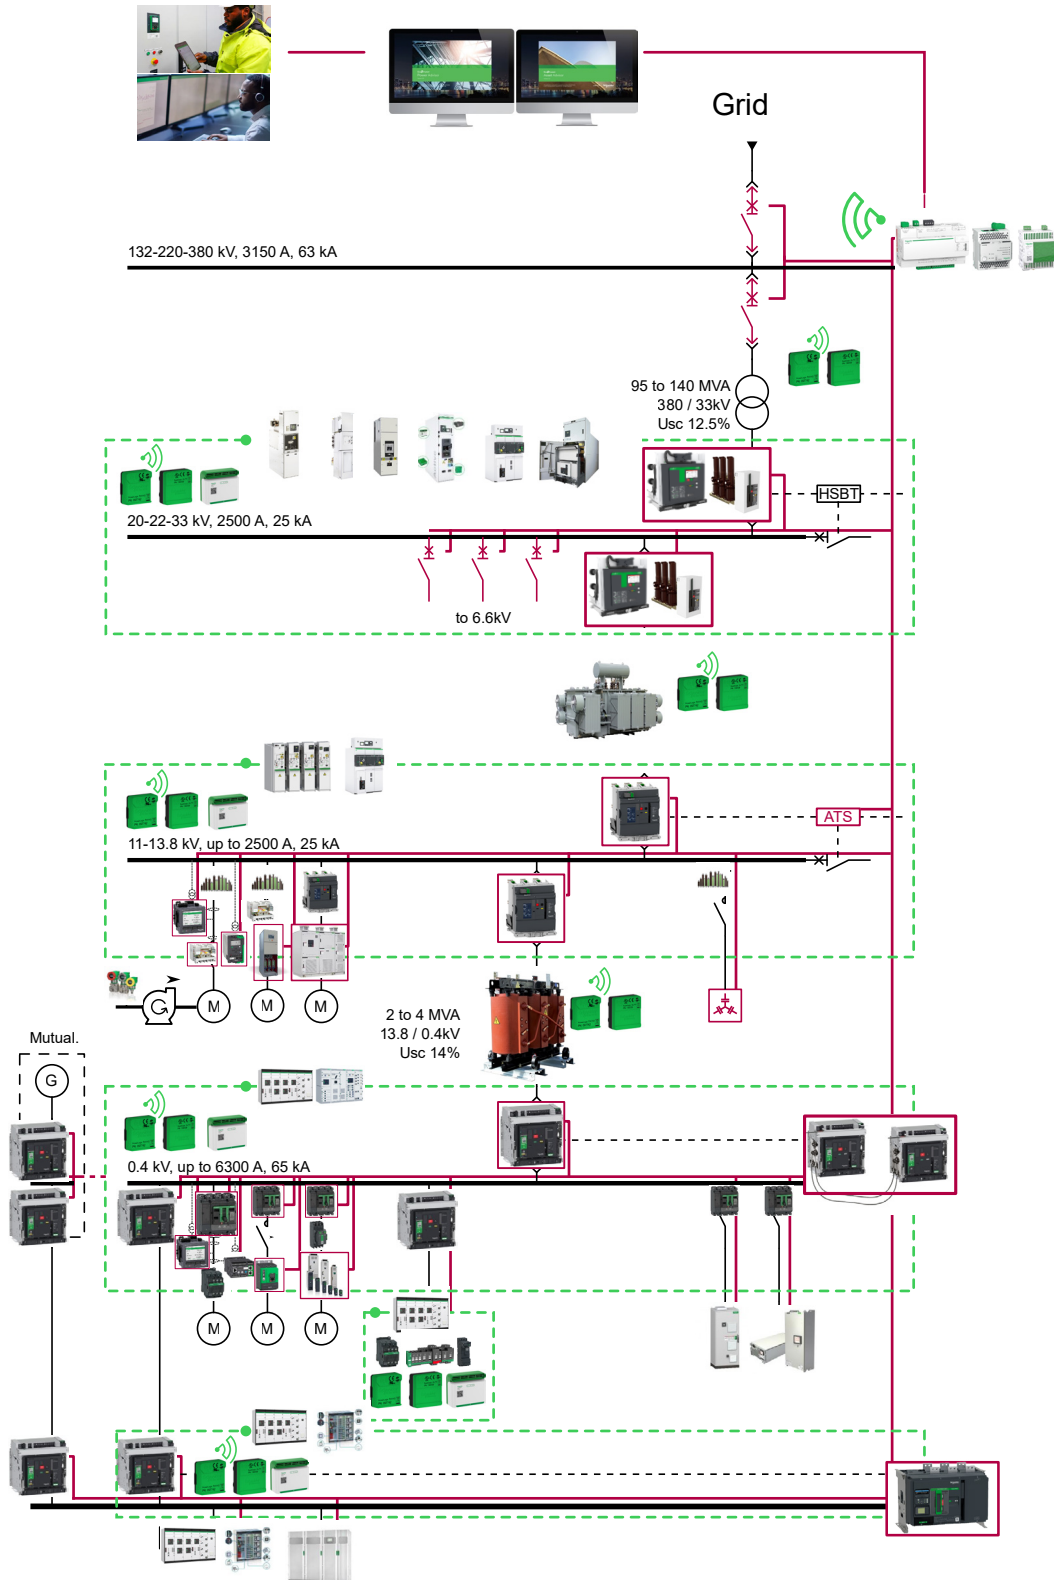 Grid
132-220-380 kV, 3150 A, 63 kA
95 to 140 MVA
380 / 33kV
Usc 12.5%
HSBT
20-22-33 kV, 2500 A, 25 kA
to 6.6kV
ATS
11-13.8 kV, up to 2500 A, 25 kA
M
M
M
2 to 4 MVA
13.8 / 0.4kV
Usc 14%
Mutual.
G
0.4 kV, up to 6300 A, 65 kA
M
M
M